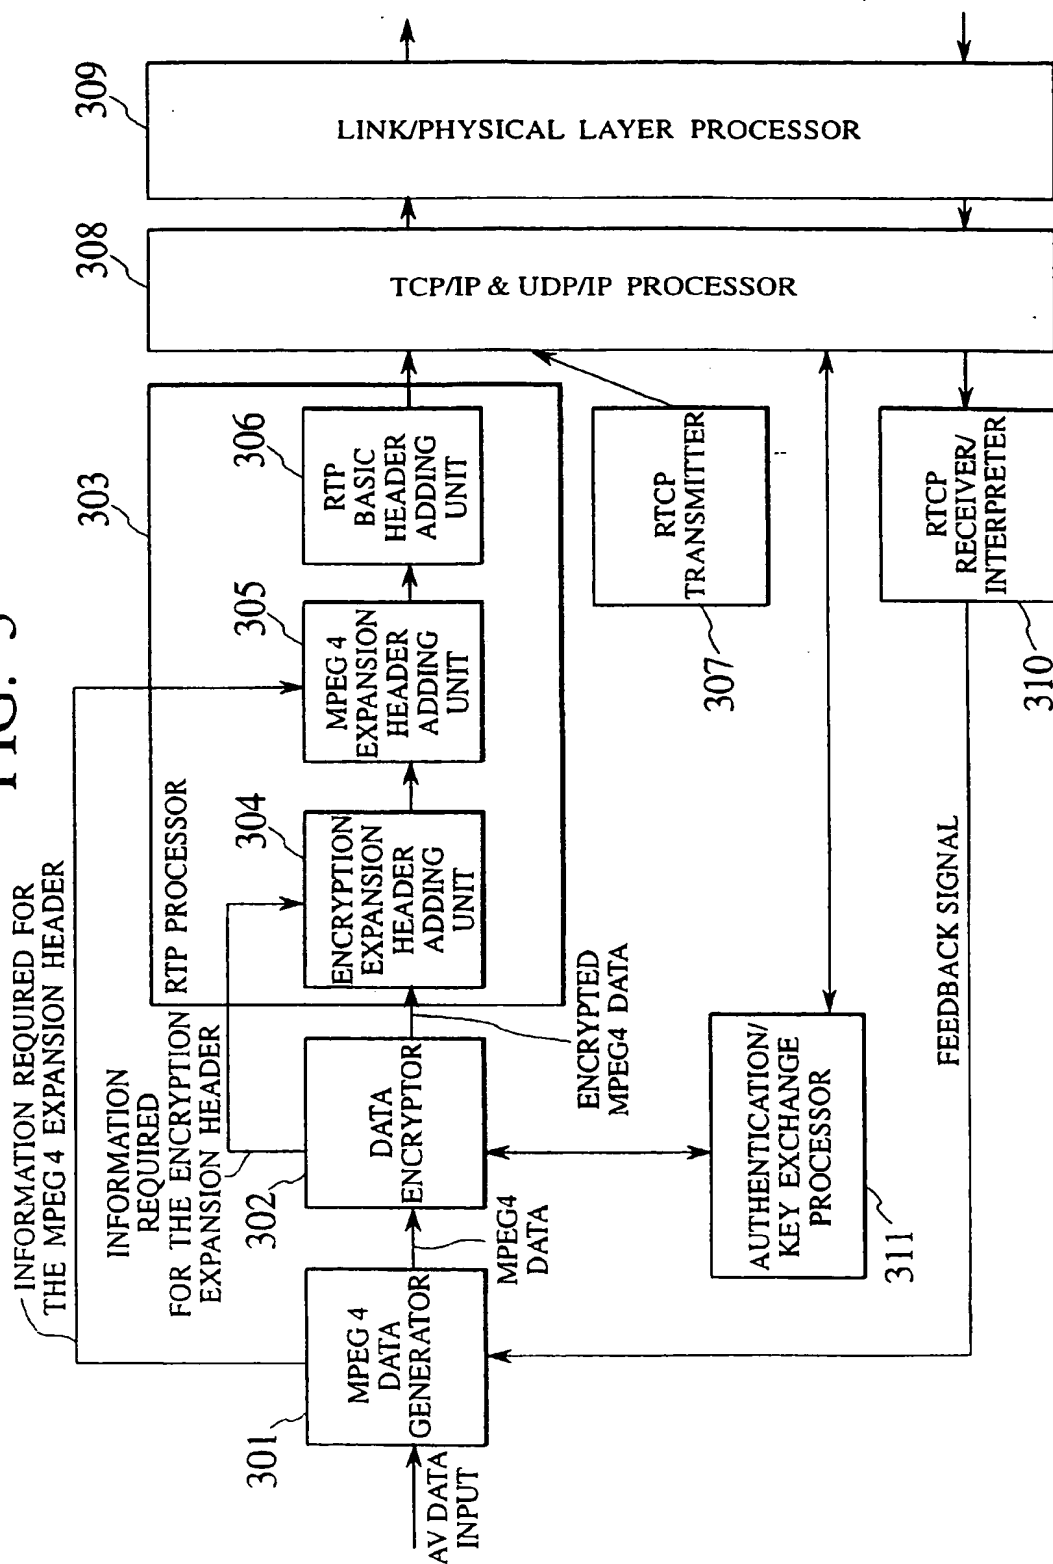 INFORMATION REQUIRED FOR
THE MPEG 4 EXPANSION HEADER
INFORMATION
REQUIRED
FOR THE ENCRYPTION
EXPANSION HEADER
303
RTP PROCESSOR
301
MPEG 4
DATA
GENERATOR
AV DATA
INPUT
MPEG4
DATA
302
DATA
ENCRYPTOR
ENCRYPTED
MPEG4 DATA
304
ENCRYPTION
EXPANSION
HEADER
ADDING
UNIT
305
MPEG 4
EXPANSION
HEADER
ADDING
UNIT
306
RTP
BASIC
HEADER
ADDING
UNIT
308
TCP/IP & UDP/IP PROCESSOR
309
LINK/PHYSICAL LAYER PROCESSOR
RTCP
TRANSMITTER
307
AUTHENTICATION/
KEY EXCHANGE
PROCESSOR
311
RTCP
RECEIVER/
INTERPRETER
310
FEEDBACK SIGNAL